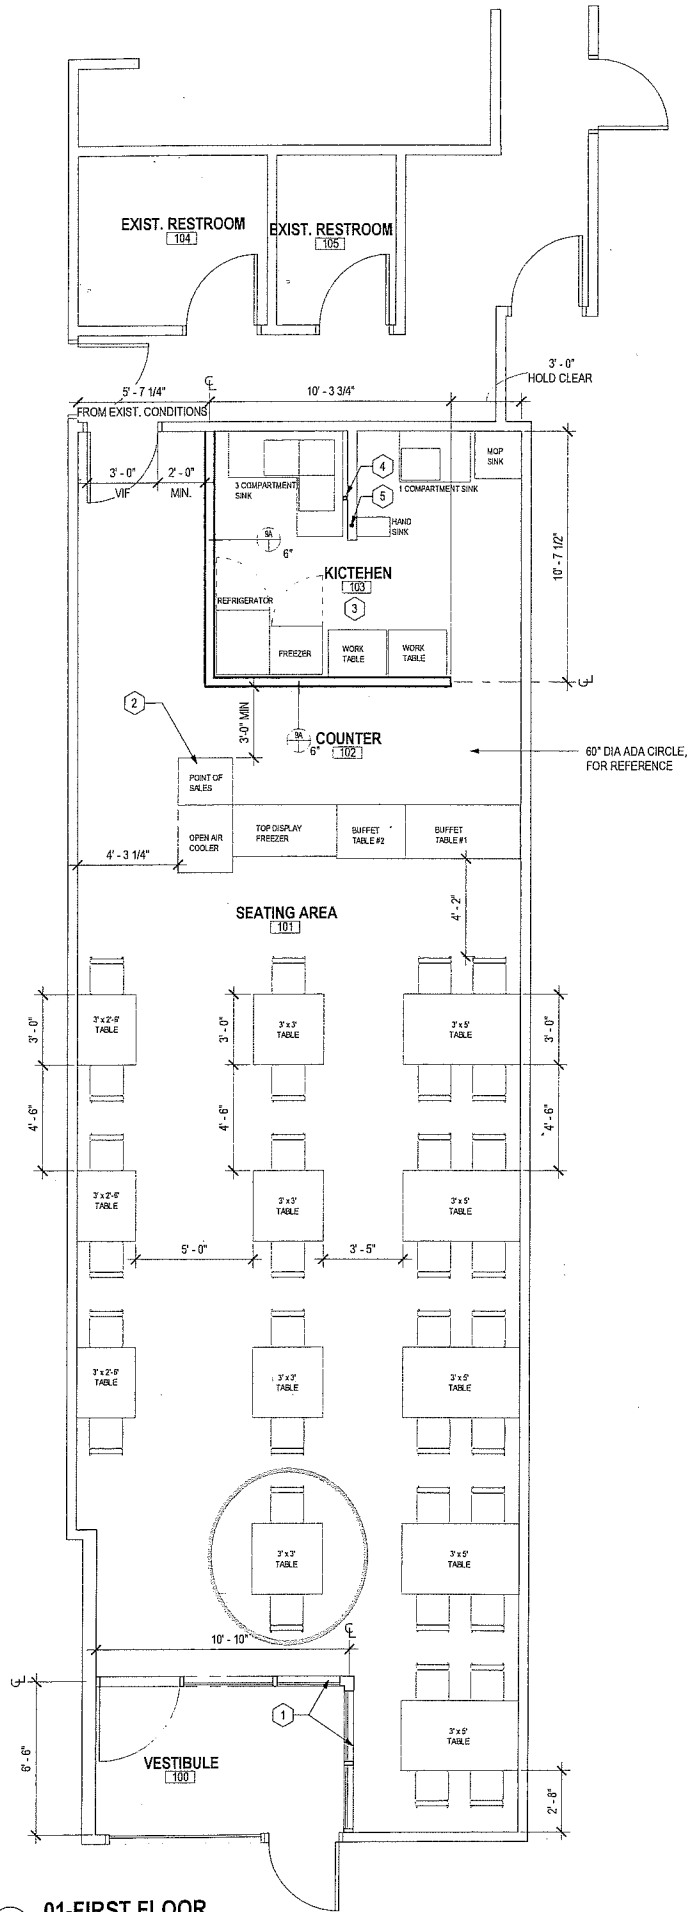 EXIST. RESTROOM
104
EXIST. RESTROOM
105
5' - 7 1/4"
FROM EXIST. CONDITIONS
CL
10' - 3 3/4"
3' - 0"
HOLD CLEAR
3' - 0"
VIF
2' - 0"
MIN.
3 COMPARTMENT
SINK
4
5
1 COMPARTMENT SINK
MOP
SINK
HAND
SINK
8A
6"
KICTEHEN
103
3
10' - 7 1/2"
REFRIGERATOR
FREEZER
WORK
TABLE
WORK
TABLE
CL
2
3'-0" MIN
8A
6"
COUNTER
102
60" DIA ADA CIRCLE,
FOR REFERENCE
POINT OF
SALES
OPEN AIR
COOLER
TOP DISPLAY
FREEZER
BUFFET
TABLE #2
BUFFET
TABLE #1
4' - 3 1/4"
4' - 2"
SEATING AREA
101
3' - 0"
3' x 2'-6"
TABLE
3' - 0"
3' x 3'
TABLE
3' x 5'
TABLE
3' - 0"
4' - 6"
4' - 6"
4' - 6"
3' x 2'-6"
TABLE
3' x 3'
TABLE
3' x 5'
TABLE
5' - 0"
3' - 5"
3' x 2'-6"
TABLE
3' x 3'
TABLE
3' x 5'
TABLE
3' x 3'
TABLE
3' x 5'
TABLE
10' - 10"
CL
CL
1
3' x 5'
TABLE
6' - 6"
VESTIBULE
100
2' - 8"
01-FIRST FLOOR